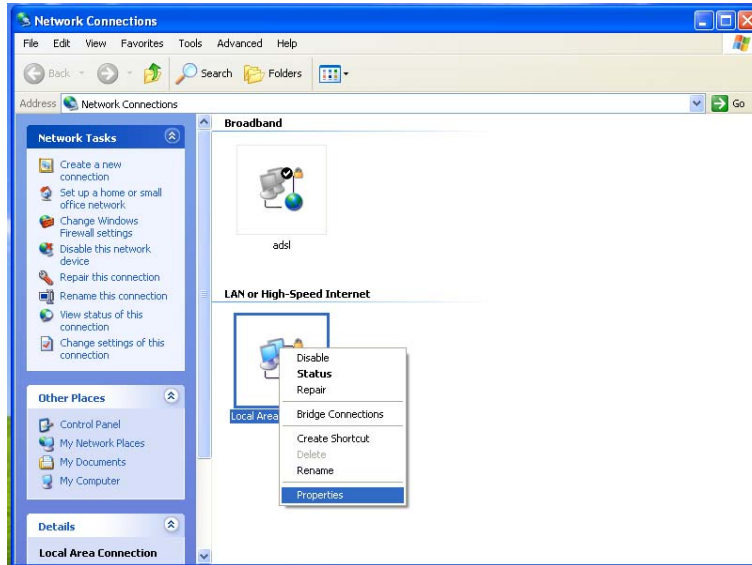 Network Connections
File Edit View Favorites Tools Advanced Help
Back Search Folders
Address Network Connections Go
Network Tasks
Create a new
connection
Set up a home or small
office network
Change Windows
Firewall settings
Disable this network
device
Repair this connection
Rename this connection
View status of this
connection
Change settings of this
connection
Other Places
Control Panel
My Network Places
My Documents
My Computer
Details
Local Area Connection
Broadband
adsl
LAN or High-Speed Internet
Local Area
Disable
Status
Repair
Bridge Connections
Create Shortcut
Delete
Rename
Properties